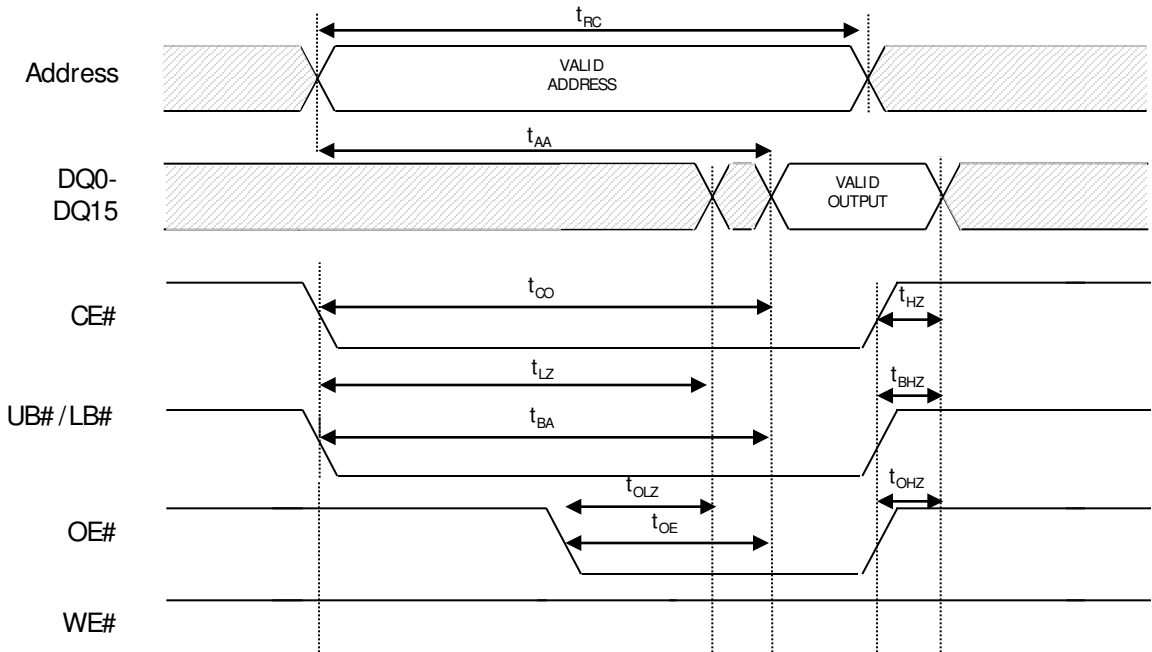 tRC
Address
VALID
ADDRESS
tAA
DQ0-
DQ15
VALID
OUTPUT
CE#
tCO
tHZ
tLZ
tBHZ
UB# / LB#
tBA
tOLZ
tOHZ
OE#
tOE
WE#